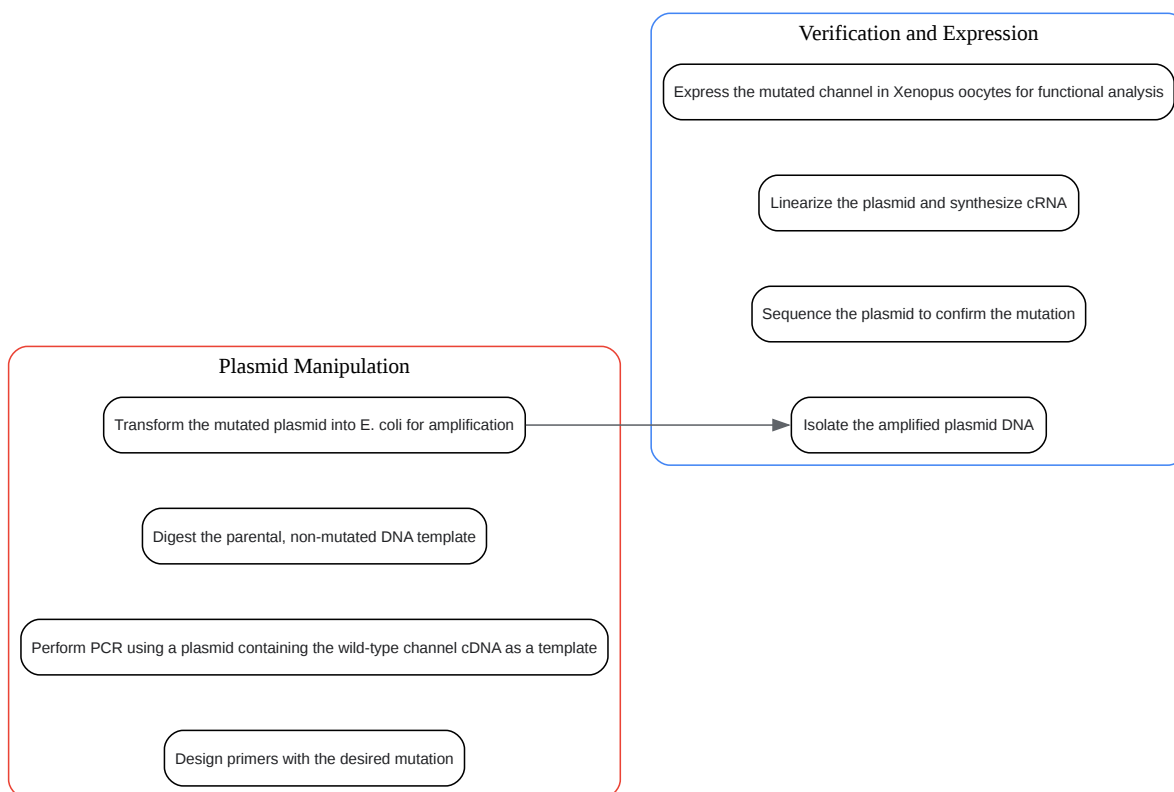 Verification and Expression
Express the mutated channel in Xenopus oocytes for functional analysis
Linearize the plasmid and synthesize cRNA
Sequence the plasmid to confirm the mutation
Isolate the amplified plasmid DNA
Plasmid Manipulation
Transform the mutated plasmid into E. coli for amplification
Digest the parental, non-mutated DNA template
Perform PCR using a plasmid containing the wild-type channel cDNA as a template
Design primers with the desired mutation